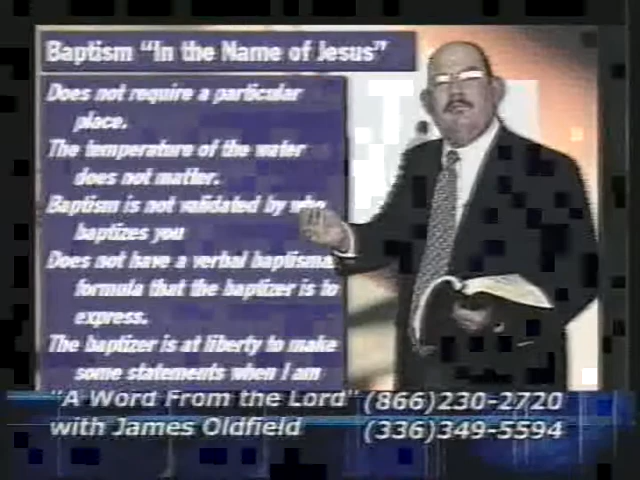 Baptism "In the Name of Jesus"
Does not require a particular
place.
The temperature of the water
does not matter.
Baptism is not validated by who
baptizes you
Does not have a verbal baptismal
formula that the baptizer is to
express.
The baptizer is at liberty to make
some statements when I am
"A Word From the Lord" (866)230-2720
with James Oldfield (336)349-5594